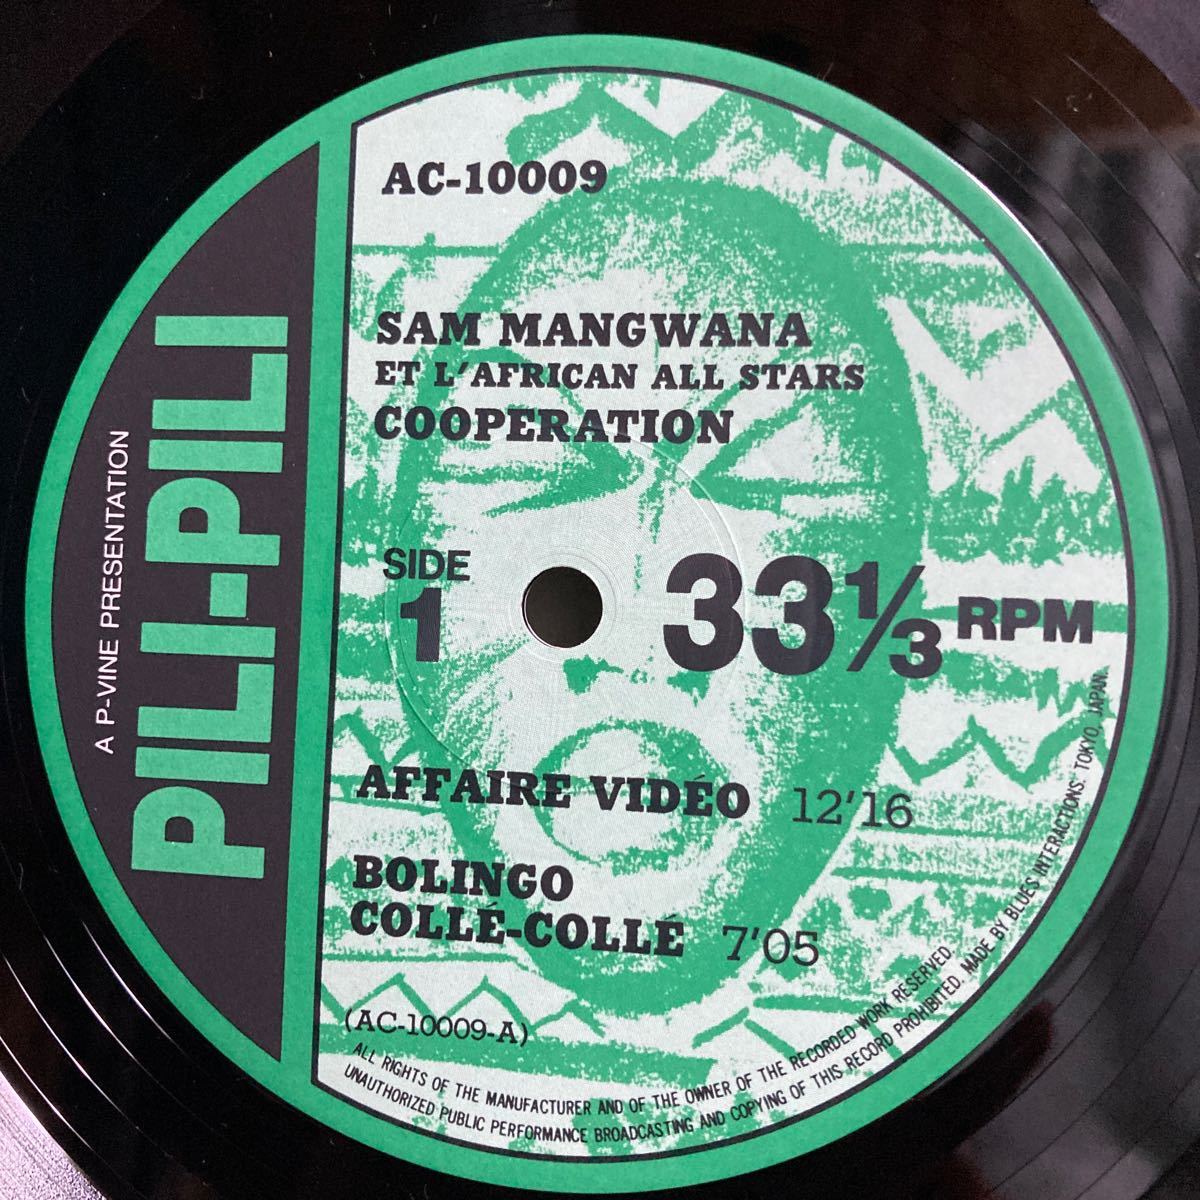 A P-VINE PRESENTATION
PILI-PILI
AC-10009
SAM MANGWANA
ET L'AFRICAN ALL STARS
COOPERATION
SIDE
1
33 1/3 RPM
AFFAIRE VIDÉO 12'16
BOLINGO
COLLÉ-COLLÉ 7'05
(AC-10009-A)
ALL RIGHTS OF THE MANUFACTURER AND OF THE OWNER OF THE RECORDED WORK RESERVED.
UNAUTHORIZED PUBLIC PERFORMANCE BROADCASTING AND COPYING OF THIS RECORD PROHIBITED. MADE BY BLUES INTERACTIONS. TOKYO, JAPAN.